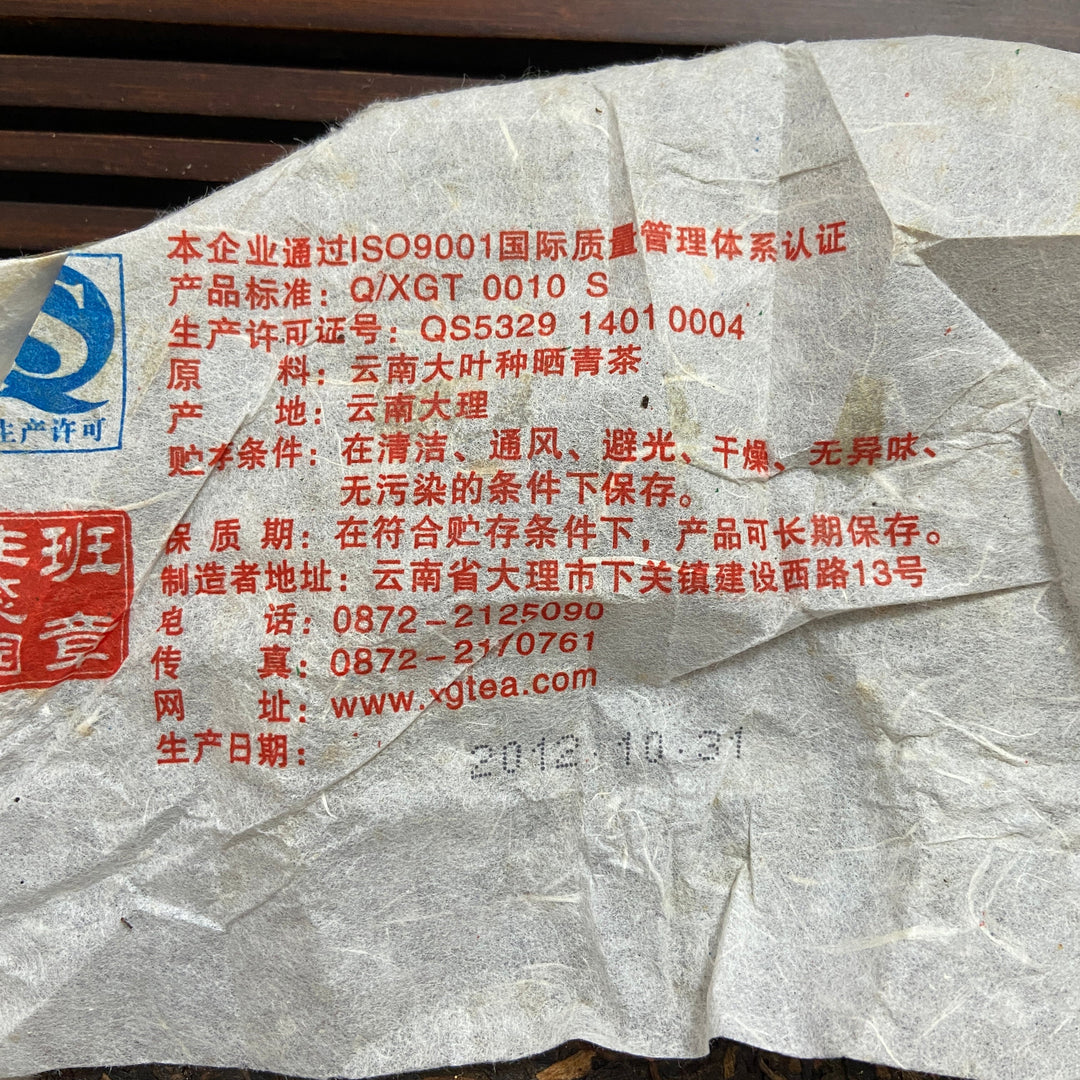 本企业通过ISO9001国际质量管理体系认证
产品标准：Q/XGT 0010 S
生产许可证号：QS5329 1401 0004
原 料：云南大叶种晒青茶
产 地：云南大理
贮存条件：在清洁、通风、避光、干燥、无异味、
无污染的条件下保存。
保 质 期：在符合贮存条件下，产品可长期保存。
制造者地址：云南省大理市下关镇建设西路13号
电 话：0872-2125090
传 真：0872-2170761
网 址：www.xgtea.com
生产日期：
2012.10.31
生产许可
班
章